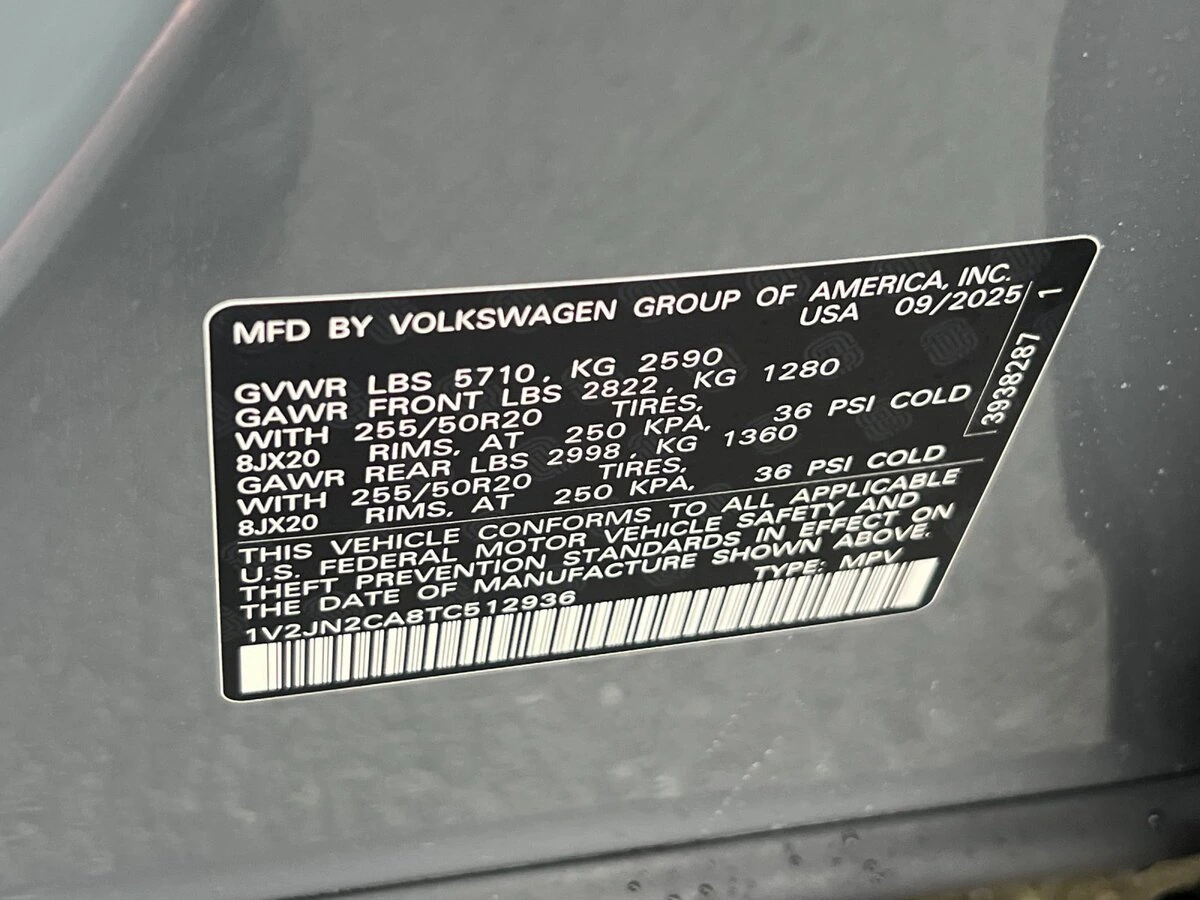 MFD BY VOLKSWAGEN GROUP OF AMERICA, INC.
USA 09/2025
GVWR LBS 5710, KG 2590
GAWR FRONT LBS 2822, KG 1280
WITH 255/50R20 TIRES,
8JX20 RIMS, AT 250 KPA, 36 PSI COLD
GAWR REAR LBS 2998, KG 1360
WITH 255/50R20 TIRES,
8JX20 RIMS, AT 250 KPA, 36 PSI COLD
THIS VEHICLE CONFORMS TO ALL APPLICABLE
U.S. FEDERAL MOTOR VEHICLE SAFETY AND
THEFT PREVENTION STANDARDS IN EFFECT ON
THE DATE OF MANUFACTURE SHOWN ABOVE.
1V2JN2CA8TC512936 TYPE: MPV
3938287 1